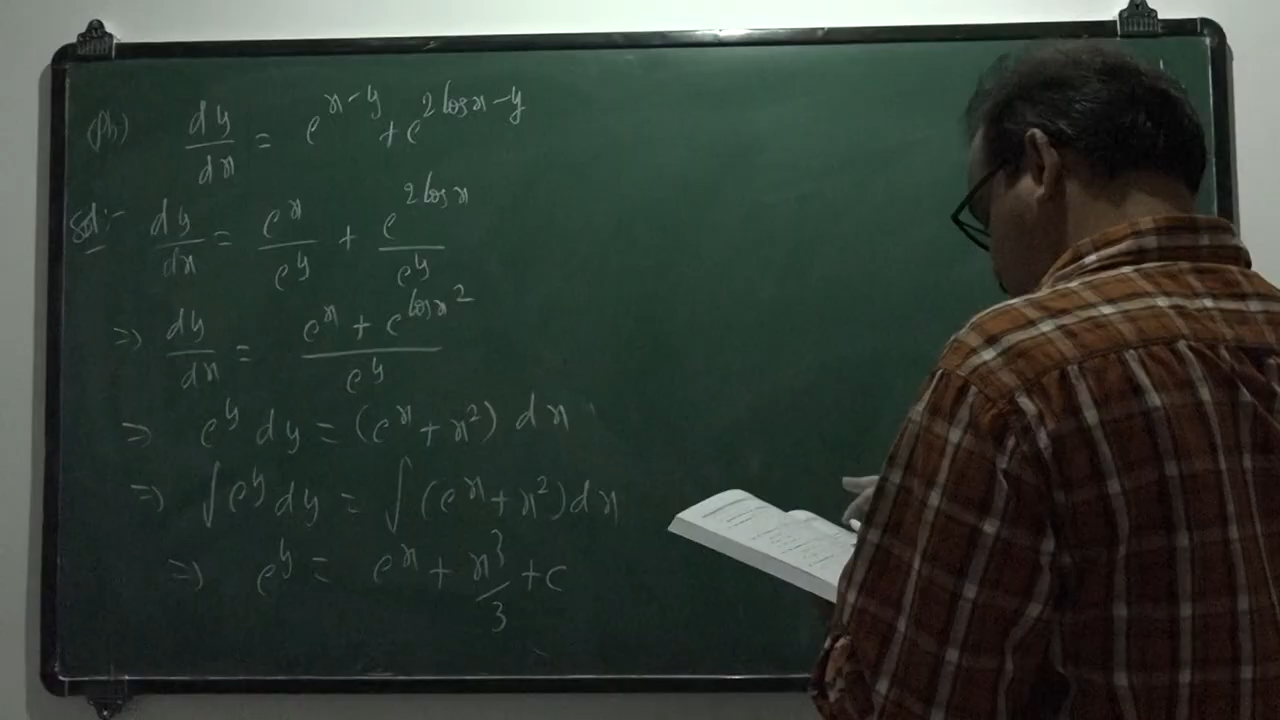 dy/dx = e^(x-y) + e^(2 log x - y)
Sol:- dy/dx = e^x/e^y + e^(2 log x)/e^y
=> dy/dx = (e^x + e^(log x^2))/e^y
=> e^y dy = (e^x + x^2) dx
=> ∫e^y dy = ∫(e^x + x^2) dx
=> e^y = e^x + x^3/3 + c